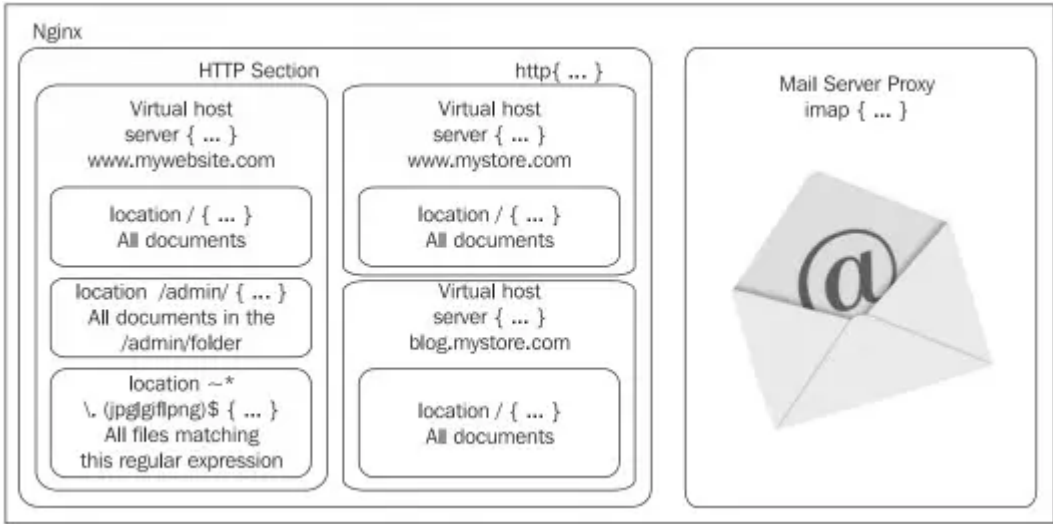 Nginx
HTTP Section
http{ ... }
Virtual host
server { ... }
www.mywebsite.com
location / { ... }
All documents
location /admin/ { ... }
All documents in the
/admin/folder
location ~*
\. (jpg|gif|png)$ { ... }
All files matching
this regular expression
Virtual host
server { ... }
www.mystore.com
location / { ... }
All documents
Virtual host
server { ... }
blog.mystore.com
location / { ... }
All documents
Mail Server Proxy
imap { ... }
@